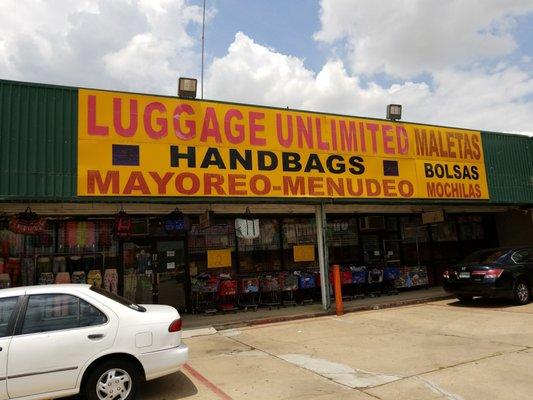 LUGGAGE UNLIMITED
HANDBAGS
MAYOREO-MENUDEO
MALETAS
BOLSAS
MOCHILAS